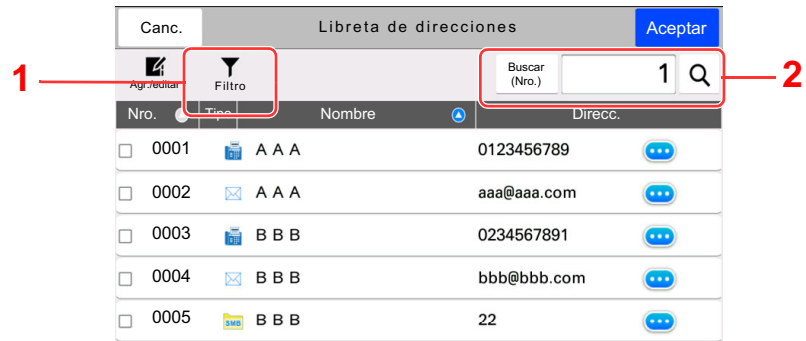 Canc. Libreta de direcciones Aceptar
1 Agr./editar Filtro Buscar (Nro.) 1 2
Nro. Tipo Nombre Direcc.
0001 A A A 0123456789
0002 A A A aaa@aaa.com
0003 B B B 0234567891
0004 B B B bbb@bbb.com
0005 SMB B B B 22